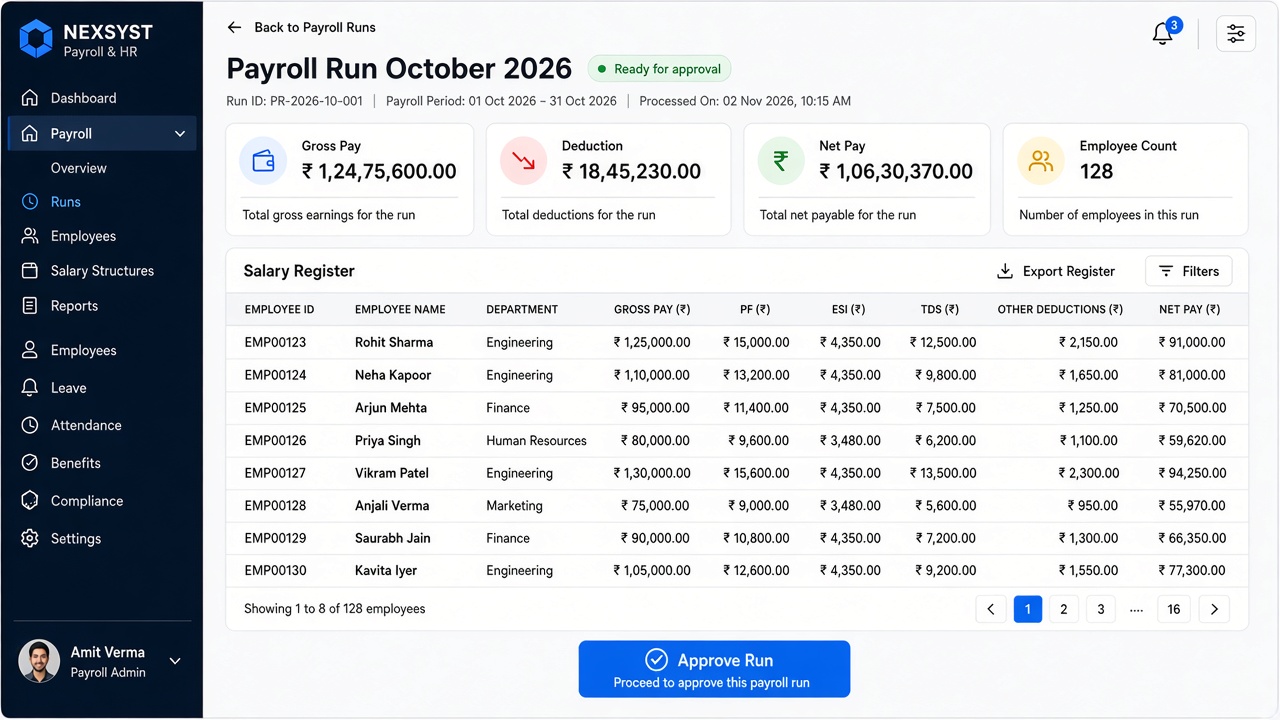 NEXSYST
Payroll & HR
Dashboard
Payroll
Overview
Runs
Employees
Salary Structures
Reports
Employees
Leave
Attendance
Benefits
Compliance
Settings
Amit Verma
Payroll Admin
← Back to Payroll Runs
3
Payroll Run October 2026 Ready for approval
Run ID: PR-2026-10-001 | Payroll Period: 01 Oct 2026 – 31 Oct 2026 | Processed On: 02 Nov 2026, 10:15 AM
Gross Pay
₹ 1,24,75,600.00
Total gross earnings for the run
Deduction
₹ 18,45,230.00
Total deductions for the run
₹
Net Pay
₹ 1,06,30,370.00
Total net payable for the run
Employee Count
128
Number of employees in this run
Salary Register Export Register Filters
EMPLOYEE ID EMPLOYEE NAME DEPARTMENT GROSS PAY (₹) PF (₹) ESI (₹) TDS (₹) OTHER DEDUCTIONS (₹) NET PAY (₹)
EMP00123 Rohit Sharma Engineering ₹ 1,25,000.00 ₹ 15,000.00 ₹ 4,350.00 ₹ 12,500.00 ₹ 2,150.00 ₹ 91,000.00
EMP00124 Neha Kapoor Engineering ₹ 1,10,000.00 ₹ 13,200.00 ₹ 4,350.00 ₹ 9,800.00 ₹ 1,650.00 ₹ 81,000.00
EMP00125 Arjun Mehta Finance ₹ 95,000.00 ₹ 11,400.00 ₹ 4,350.00 ₹ 7,500.00 ₹ 1,250.00 ₹ 70,500.00
EMP00126 Priya Singh Human Resources ₹ 80,000.00 ₹ 9,600.00 ₹ 3,480.00 ₹ 6,200.00 ₹ 1,100.00 ₹ 59,620.00
EMP00127 Vikram Patel Engineering ₹ 1,30,000.00 ₹ 15,600.00 ₹ 4,350.00 ₹ 13,500.00 ₹ 2,300.00 ₹ 94,250.00
EMP00128 Anjali Verma Marketing ₹ 75,000.00 ₹ 9,000.00 ₹ 3,480.00 ₹ 5,600.00 ₹ 950.00 ₹ 55,970.00
EMP00129 Saurabh Jain Finance ₹ 90,000.00 ₹ 10,800.00 ₹ 4,350.00 ₹ 7,200.00 ₹ 1,300.00 ₹ 66,350.00
EMP00130 Kavita Iyer Engineering ₹ 1,05,000.00 ₹ 12,600.00 ₹ 4,350.00 ₹ 9,200.00 ₹ 1,550.00 ₹ 77,300.00
Showing 1 to 8 of 128 employees 1 2 3 .... 16
Approve Run
Proceed to approve this payroll run